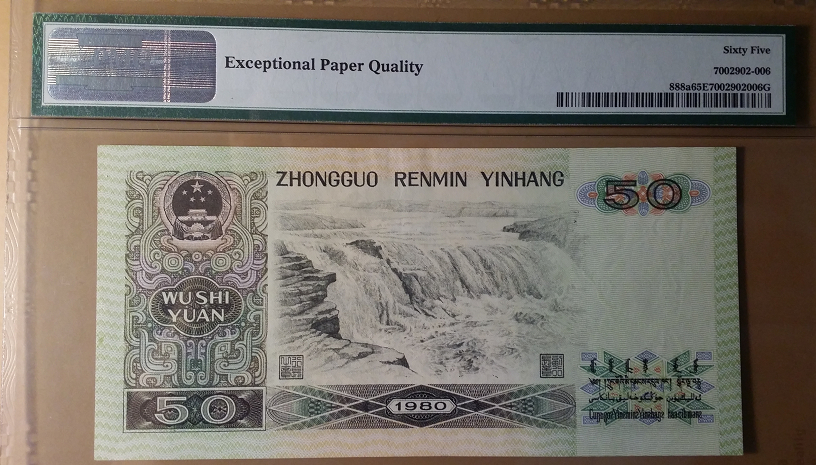 Exceptional Paper Quality
Sixty Five
7002902-006
888a65E7002902006G
ZHONGGUO RENMIN YINHANG
50
WU SHI
YUAN
50
1980